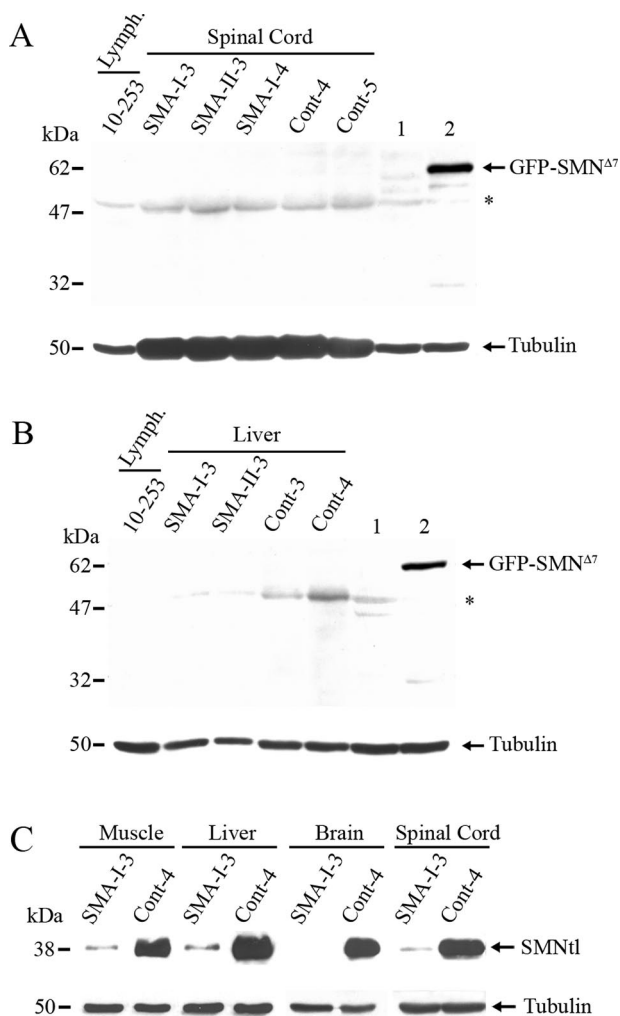 A
Lymph.
Spinal Cord
10-253
SMA-I-3
SMA-II-3
SMA-I-4
Cont-4
Cont-5
1
2
kDa
62
GFP-SMNΔ7
47
*
32
50
Tubulin
B
Lymph.
Liver
10-253
SMA-I-3
SMA-II-3
Cont-3
Cont-4
1
2
kDa
62
GFP-SMNΔ7
47
*
32
50
Tubulin
C
Muscle
Liver
Brain
Spinal Cord
SMA-I-3
Cont-4
SMA-I-3
Cont-4
SMA-I-3
Cont-4
SMA-I-3
Cont-4
kDa
38
SMNtl
50
Tubulin